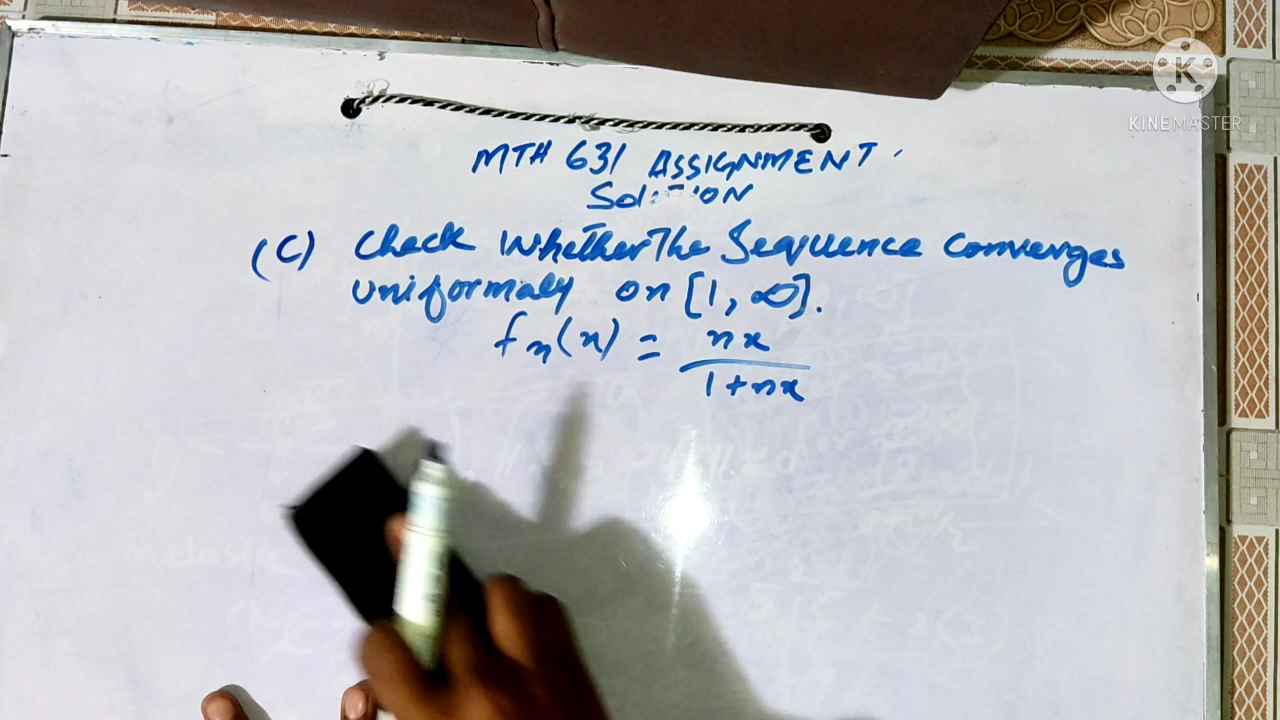 KINEMASTER
MTH 631 ASSIGNMENT.
(C) Check Whether The Sequence Converges
Uniformaly on [1, ∞].
fn(x) = nx / 1+nx